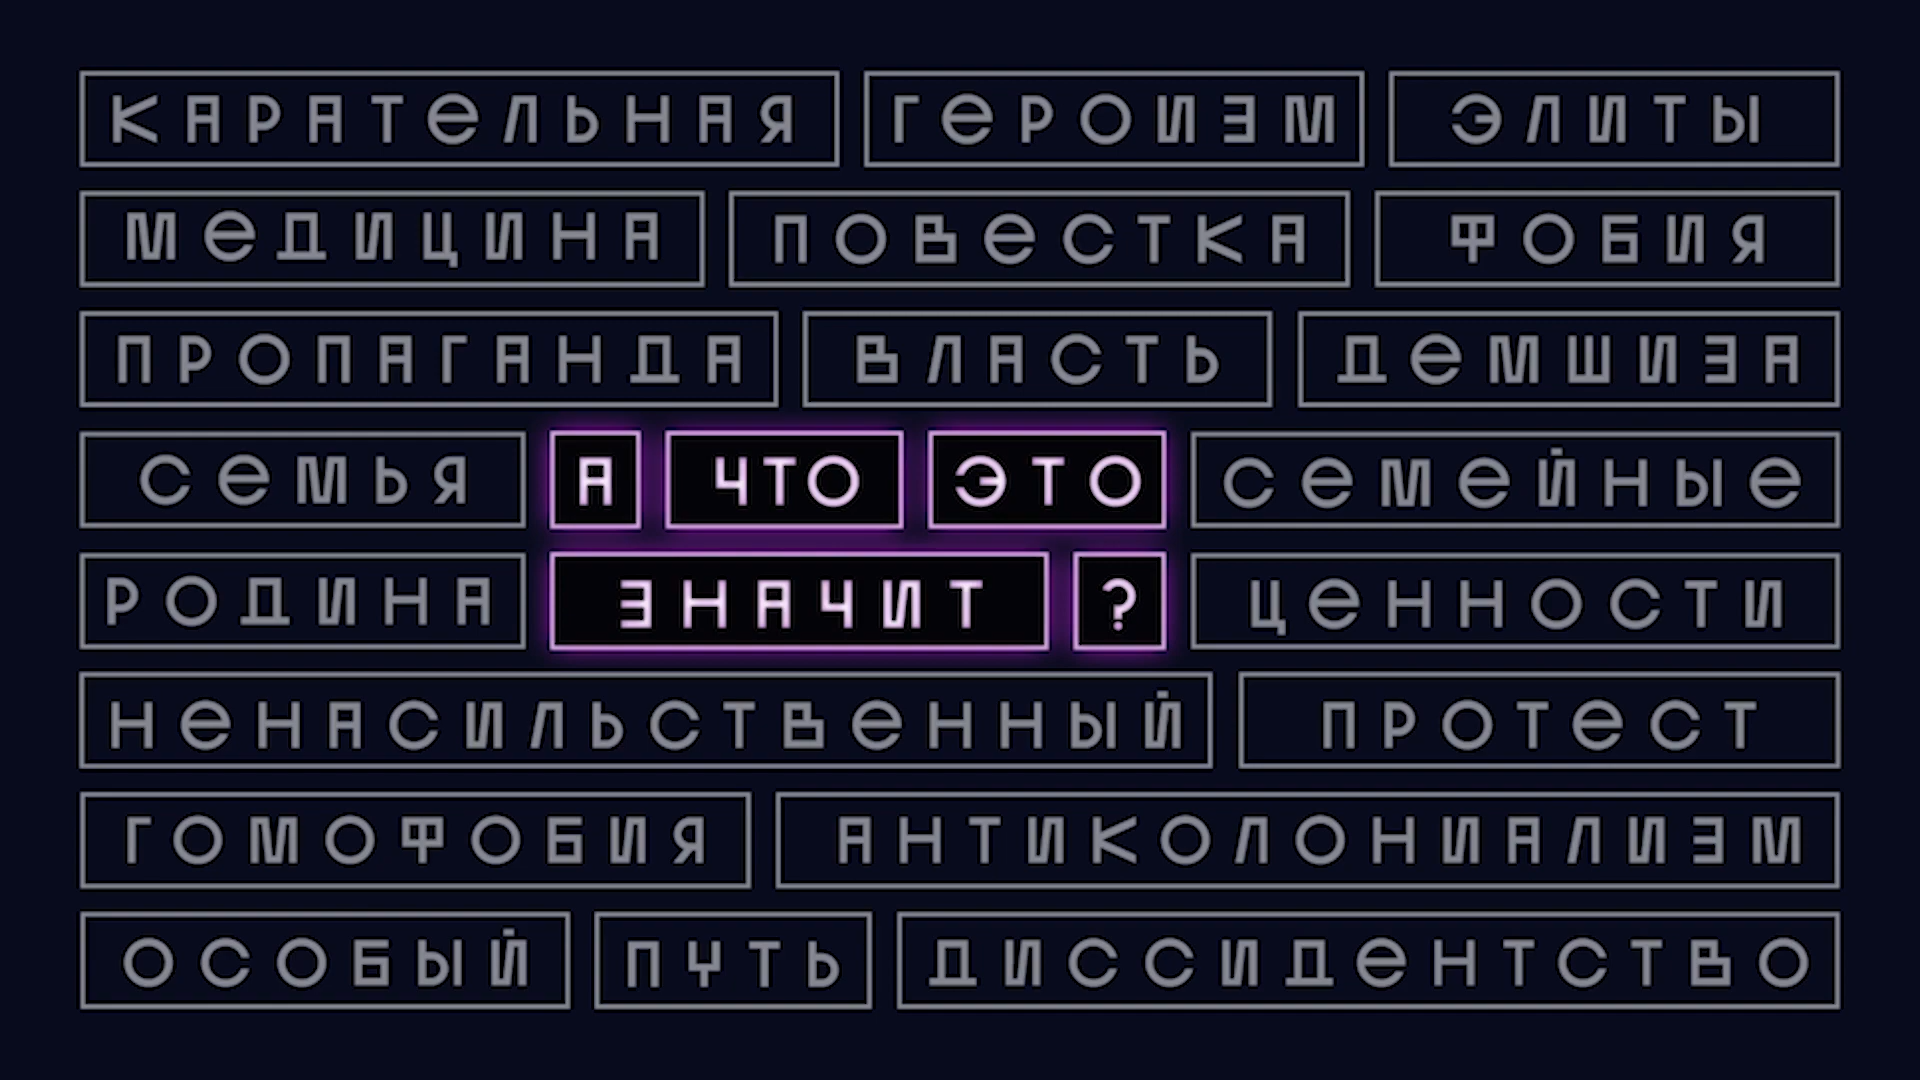 КАРАТЕЛЬНАЯ ГЕРОИЗМ ЭЛИТЫ
МЕДИЦИНА ПОВЕСТКА ФОБИЯ
ПРОПАГАНДА ВЛАСТЬ ДЕМШИЗА
СЕМЬЯ А ЧТО ЭТО СЕМЕЙНЫЕ
РОДИНА ЗНАЧИТ ? ЦЕННОСТИ
НЕНАСИЛЬСТВЕННЫЙ ПРОТЕСТ
ГОМОФОБИЯ АНТИКОЛОНИАЛИЗМ
ОСОБЫЙ ПУТЬ ДИССИДЕНТСТВО